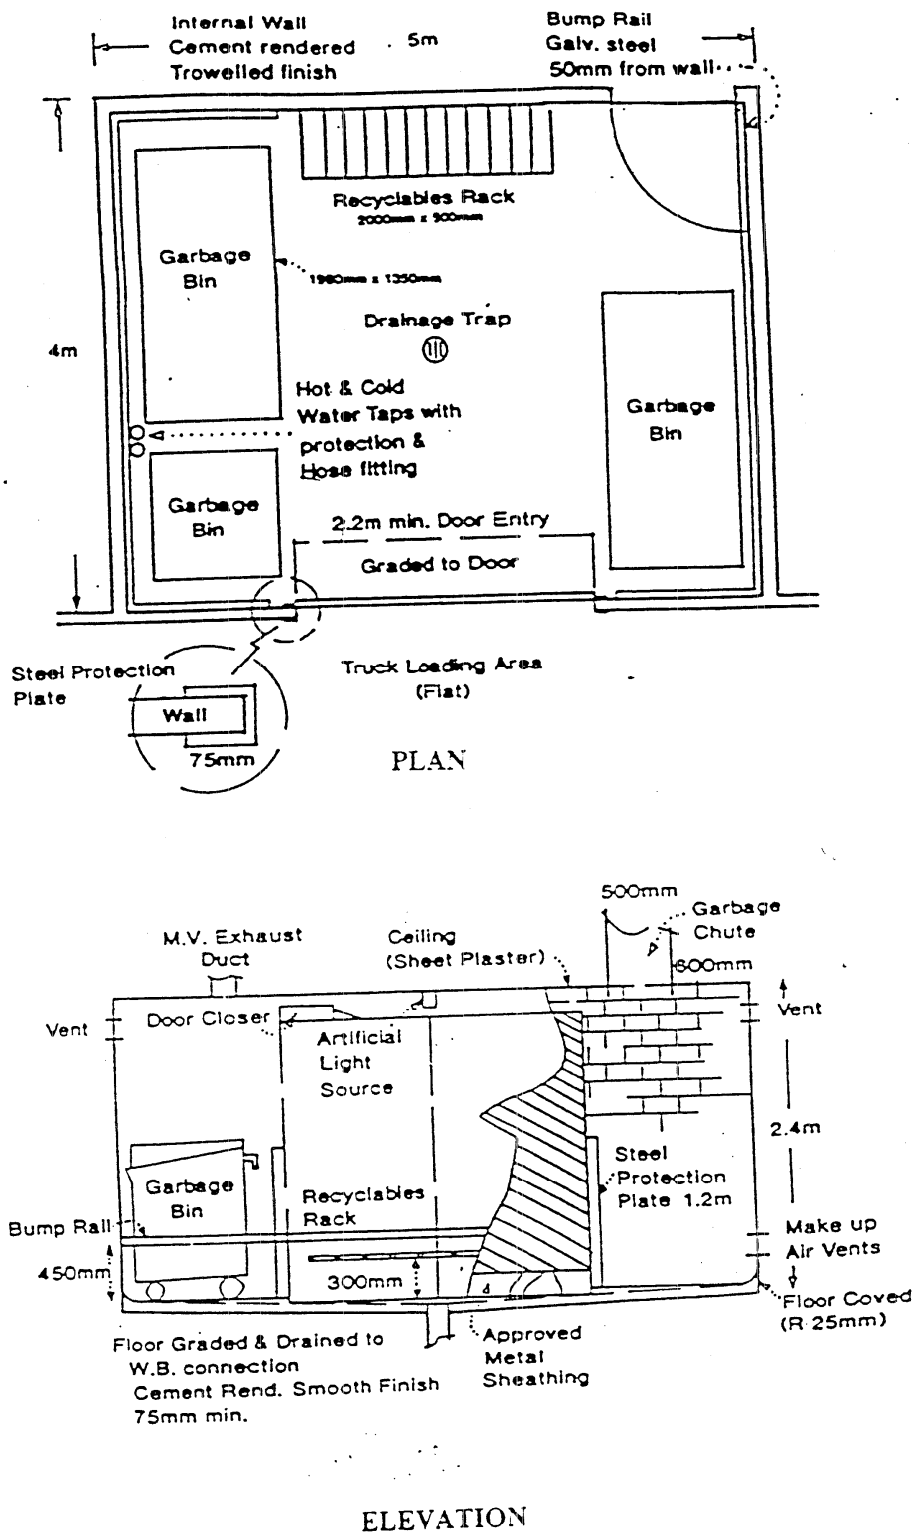 Internal Wall
Cement rendered
Trowelled finish
5m
Bump Rail
Galv. steel
50mm from wall
Recyclables Rack
2000mm x 900mm
Garbage
Bin
1980mm x 1350mm
Drainage Trap
4m
Hot & Cold
Water Taps with
protection &
Hose fitting
Garbage
Bin
Garbage
Bin
2.2m min. Door Entry
Graded to Door
Steel Protection
Plate
Wall
75mm
Truck Loading Area
(Flat)
PLAN
500mm
Garbage
Chute
M.V. Exhaust
Duct
Ceiling
(Sheet Plaster)
600mm
Vent
Door Closer
Vent
Artificial
Light
Source
2.4m
Steel
Protection
Plate 1.2m
Garbage
Bin
Recyclables
Rack
Bump Rail
Make up
Air Vents
450mm
300mm
Floor Coved
(R 25mm)
Floor Graded & Drained to
W.B. connection
Cement Rend. Smooth Finish
75mm min.
Approved
Metal
Sheathing
ELEVATION